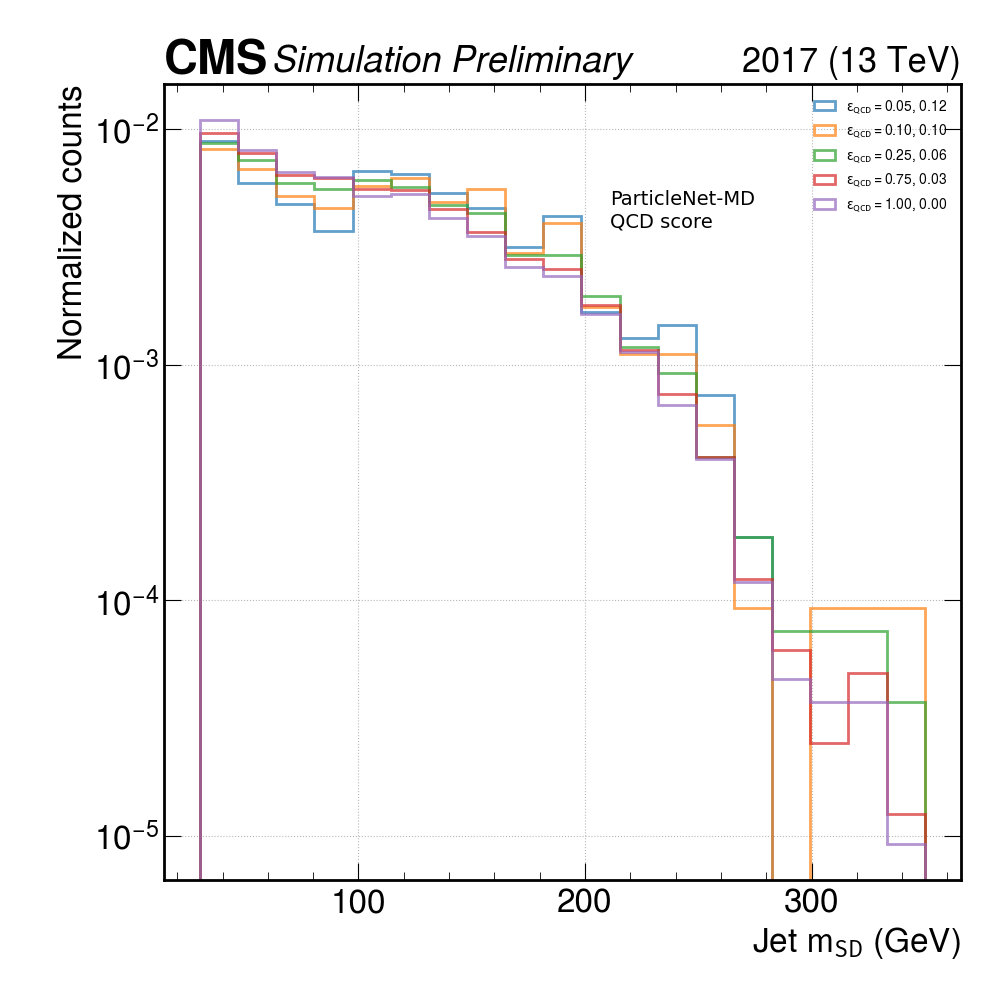 CMS Simulation Preliminary 2017 (13 TeV)
Normalized counts
10⁻²
10⁻³
10⁻⁴
10⁻⁵
ε_QCD = 0.05, 0.12
ε_QCD = 0.10, 0.10
ε_QCD = 0.25, 0.06
ε_QCD = 0.75, 0.03
ε_QCD = 1.00, 0.00
ParticleNet-MD
QCD score
100 200 300
Jet m_SD (GeV)